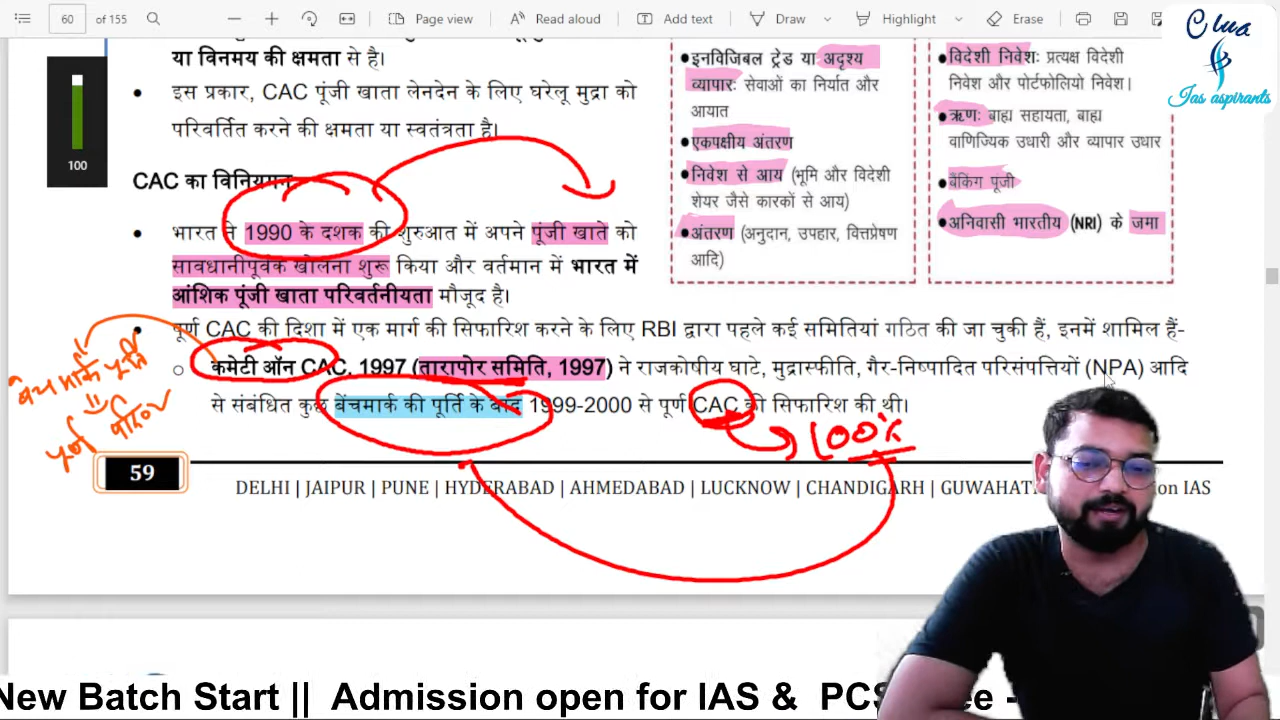 60 of 155
Page view
Read aloud
Add text
Draw
Highlight
Erase
Clua
Ias aspirants
या विनमय की क्षमता से है।
• इस प्रकार, CAC पूंजी खाता लेनदेन के लिए घरेलू मुद्रा को
परिवर्तित करने की क्षमता या स्वतंत्रता है।
100
CAC का विनियमन
• भारत ने 1990 के दशक की शुरुआत में अपने पूंजी खाते को
सावधानीपूर्वक खोलना शुरू किया और वर्तमान में भारत में
आंशिक पूंजी खाता परिवर्तनीयता मौजूद है।
•इनविजिबल ट्रेड या अदृश्य
व्यापारः सेवाओं का निर्यात और
आयात
•एकपक्षीय अंतरण
•निवेश से आय (भूमि और विदेशी
शेयर जैसे कारकों से आय)
•अंतरण (अनुदान, उपहार, वित्तप्रेषण
आदि)
•विदेशी निवेशः प्रत्यक्ष विदेशी
निवेश और पोर्टफोलियो निवेश।
•ऋणः बाह्य सहायता, बाह्य
वाणिज्यिक उधारी और व्यापार उधार
•बैंकिंग पूंजी
•अनिवासी भारतीय (NRI) के जमा
• पूर्ण CAC की दिशा में एक मार्ग की सिफारिश करने के लिए RBI द्वारा पहले कई समितियां गठित की जा चुकी हैं, इनमें शामिल हैं-
○ कमेटी ऑन CAC, 1997 (तारापोर समिति, 1997) ने राजकोषीय घाटे, मुद्रास्फीति, गैर-निष्पादित परिसंपत्तियों (NPA) आदि
से संबंधित कुछ बेंचमार्क की पूर्ति के बाद 1999-2000 से पूर्ण CAC की सिफारिश की थी।
बेंचमार्क पूर्ति
पूर्ण
100%
59
DELHI | JAIPUR | PUNE | HYDERABAD | AHMEDABAD | LUCKNOW | CHANDIGARH | GUWAHATI
on IAS
New Batch Start || Admission open for IAS & PCS